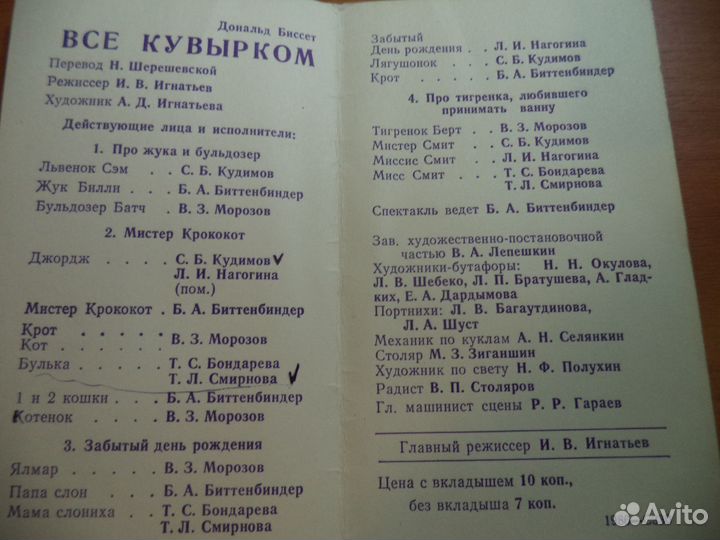 Дональд Биссет
ВСЕ КУВЫРКОМ
Перевод Н. Шерешевской
Режиссер И. В. Игнатьев
Художник А. Д. Игнатьева
Действующие лица и исполнители:
1. Про жука и бульдозер
Львенок Сэм . . С. Б. Кудимов
Жук Билли . . . Б. А. Биттенбиндер
Бульдозер Батч . В. З. Морозов
2. Мистер Крококот
Джордж . . . . С. Б. Кудимов
Л. И. Нагогина
(пом.)
Мистер Крококот . Б. А. Биттенбиндер
Крот . . . . .
Кот . . . . . В. З. Морозов
Булька . . . . Т. С. Бондарева
Т. Л. Смирнова
1 и 2 кошки . . Б. А. Биттенбиндер
Котенок . . . В. З. Морозов
3. Забытый день рождения
Ялмар . . . . В. З. Морозов
Папа слон . . . Б. А. Биттенбиндер
Мама слониха . . Т. С. Бондарева
Т. Л. Смирнова
Забытый
День рождения . Л. И. Нагогина
Лягушонок . . С. Б. Кудимов
Крот . . . . Б. А. Биттенбиндер
4. Про тигренка, любившего
принимать ванну
Тигренок Берт . . В. З. Морозов
Мистер Смит . . С. Б. Кудимов
Миссис Смит . . Л. И. Нагогина
Мисс Смит . . . Т. С. Бондарева
Т. Л. Смирнова
Спектакль ведет Б. А. Биттенбиндер
Зав. художественно-постановочной
частью В. А. Лепешкин
Художники-бутафоры: Н. Н. Окулова,
Л. В. Шебеко, Л. П. Братушева, А. Глад-
ких, Е. А. Дардымова
Портнихи: Л. В. Багаутдинова,
Л. А. Шуст
Механик по куклам А. Н. Селянкин
Столяр М. З. Зиганшин
Художник по свету Н. Ф. Полухин
Радист В. П. Столяров
Гл. машинист сцены Р. Р. Гараев
Главный режиссер И. В. Игнатьев
Цена с вкладышем 10 коп.,
без вкладыша 7 коп.
Avito